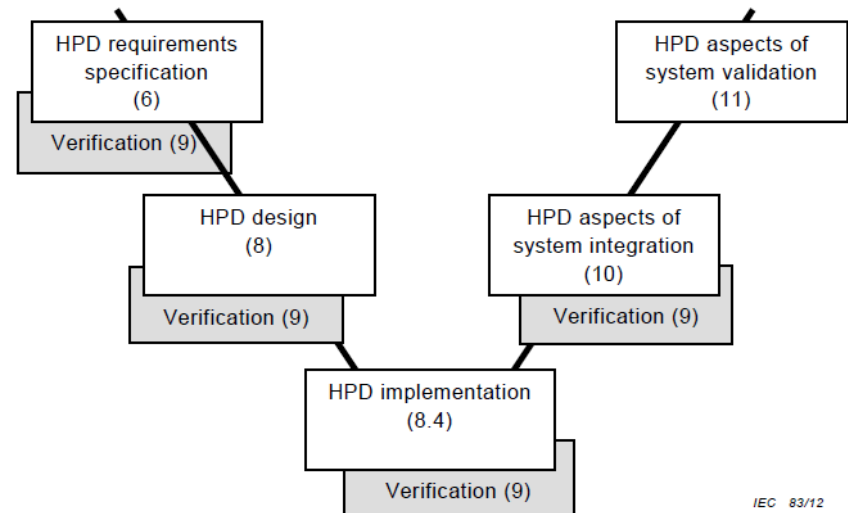 HPD requirements
specification
(6)
Verification (9)
HPD aspects of
system validation
(11)
HPD design
(8)
Verification (9)
HPD aspects of
system integration
(10)
Verification (9)
HPD implementation
(8.4)
Verification (9)
IEC 83/12